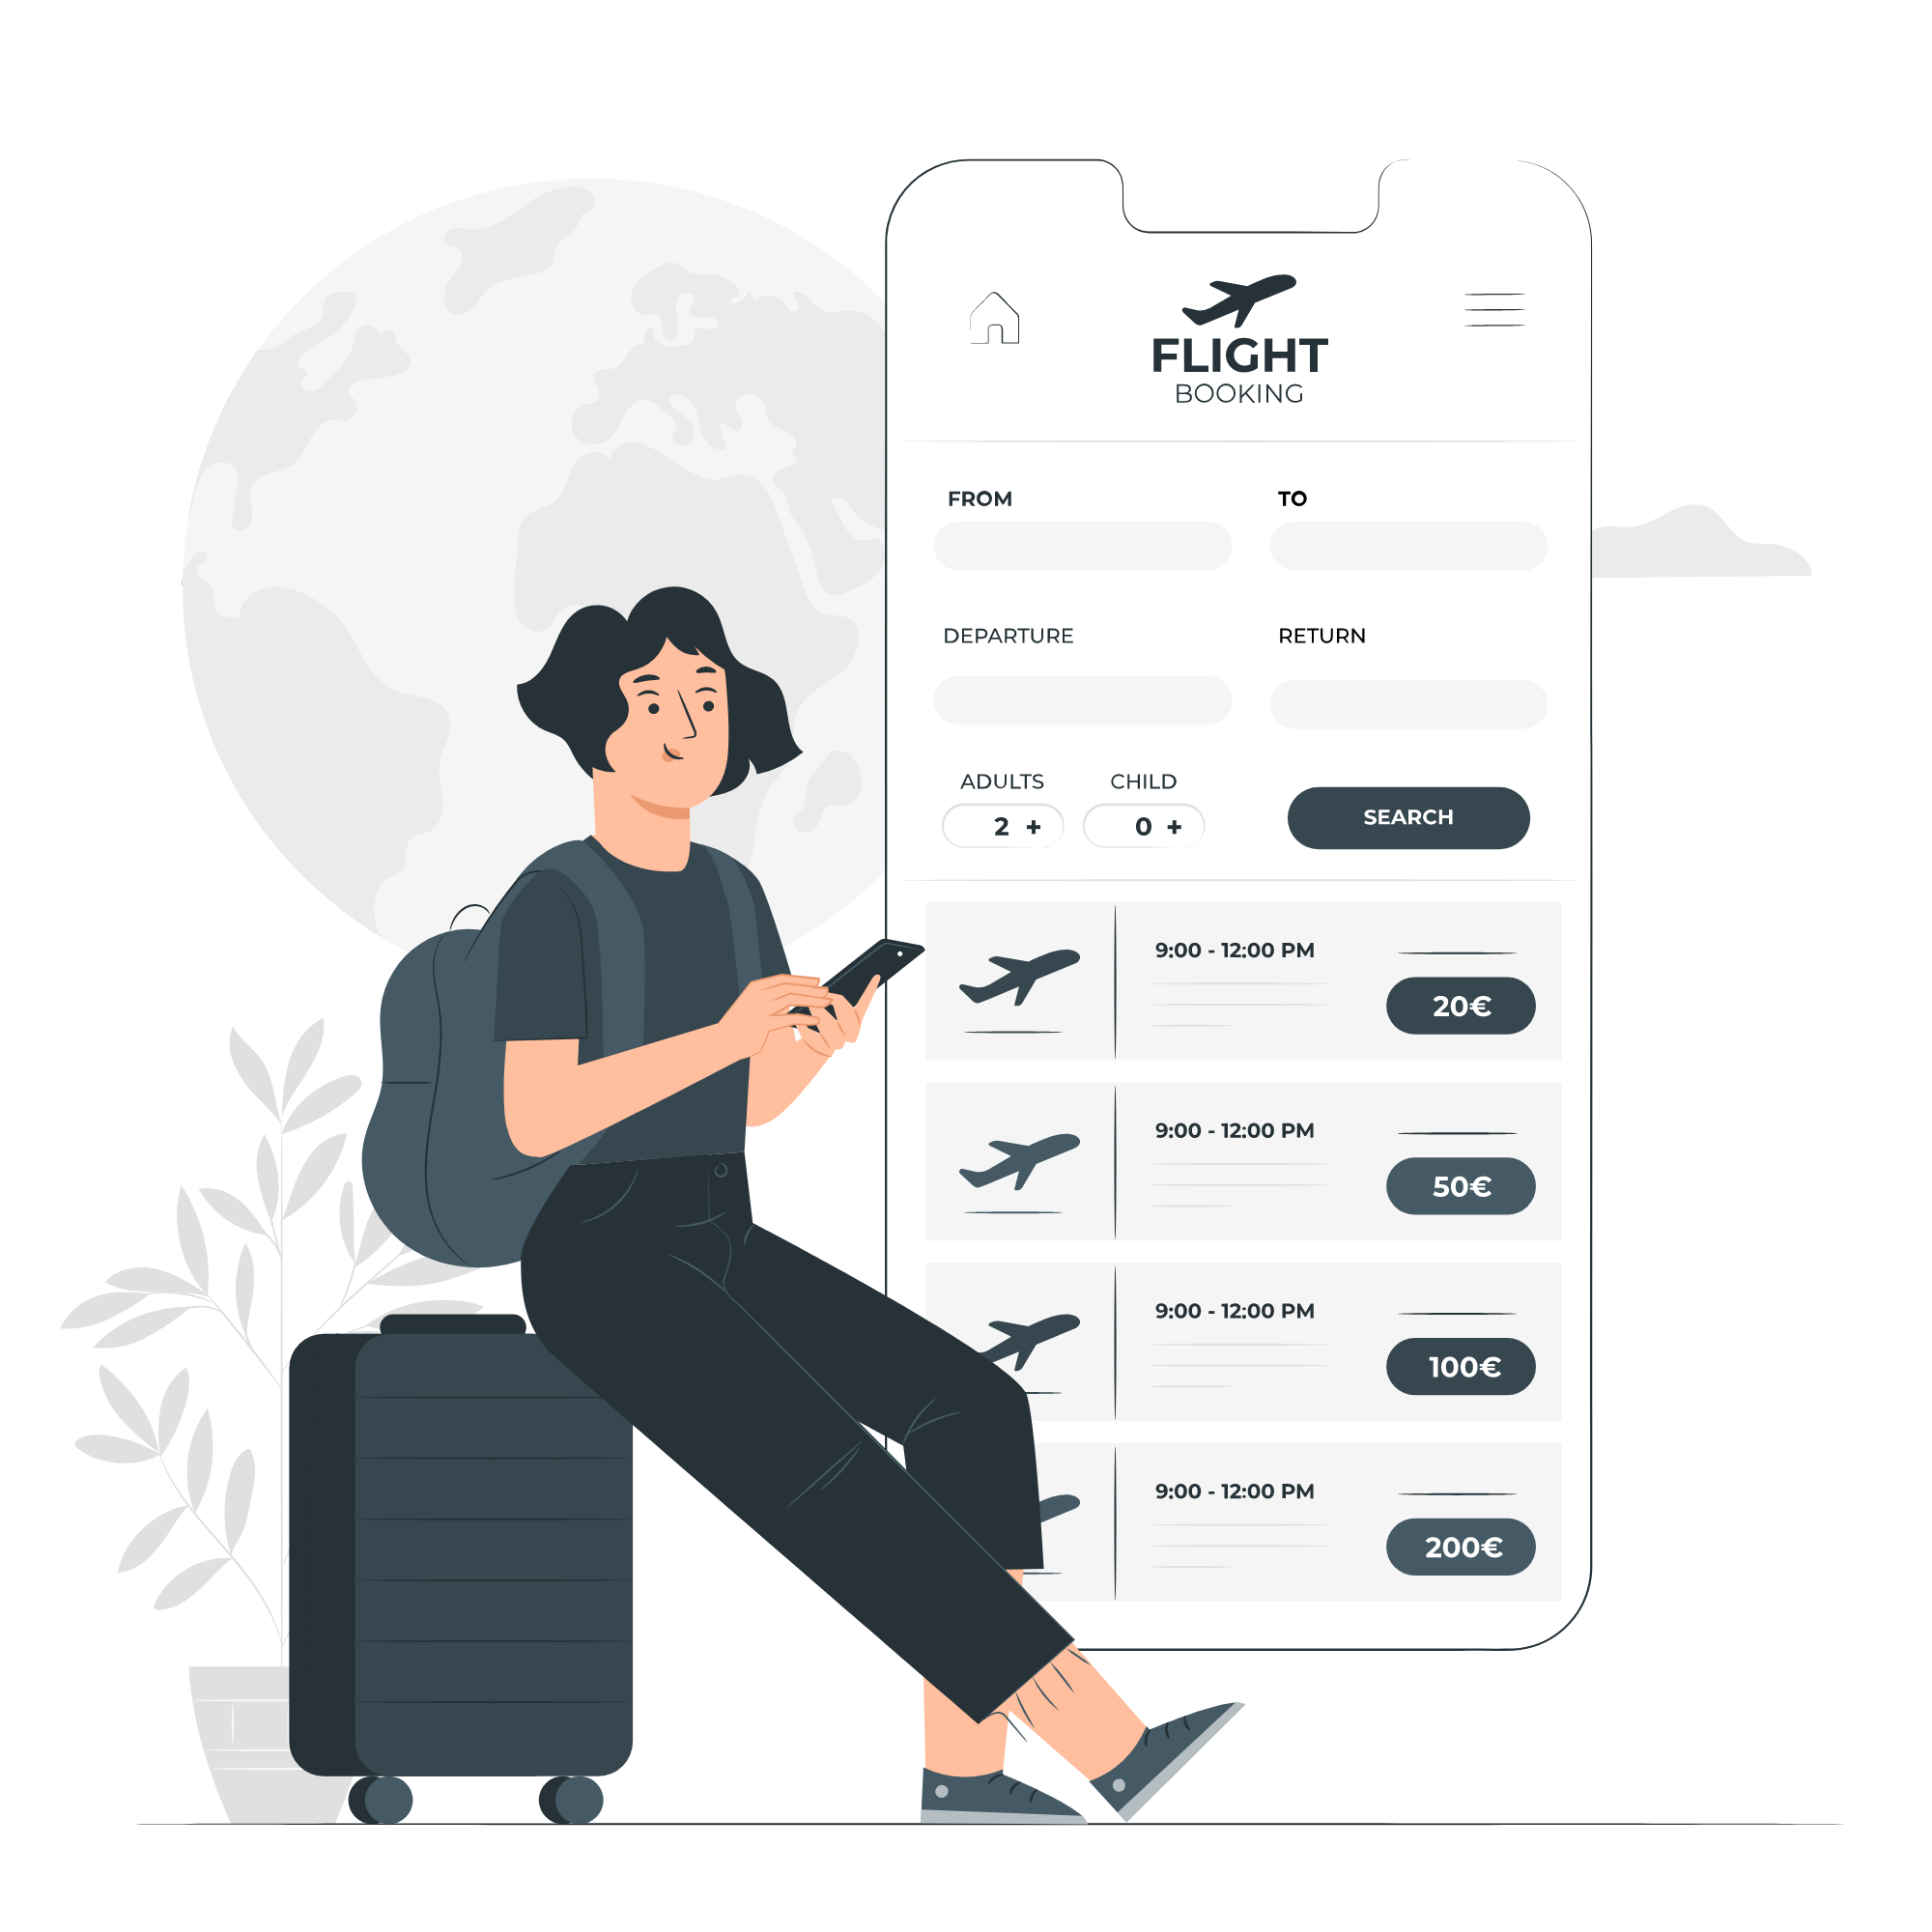 FLIGHT
BOOKING
FROM
TO
DEPARTURE
RETURN
ADULTS
CHILD
2 +
0 +
SEARCH
9:00 - 12:00 PM
20€
9:00 - 12:00 PM
50€
9:00 - 12:00 PM
100€
9:00 - 12:00 PM
200€